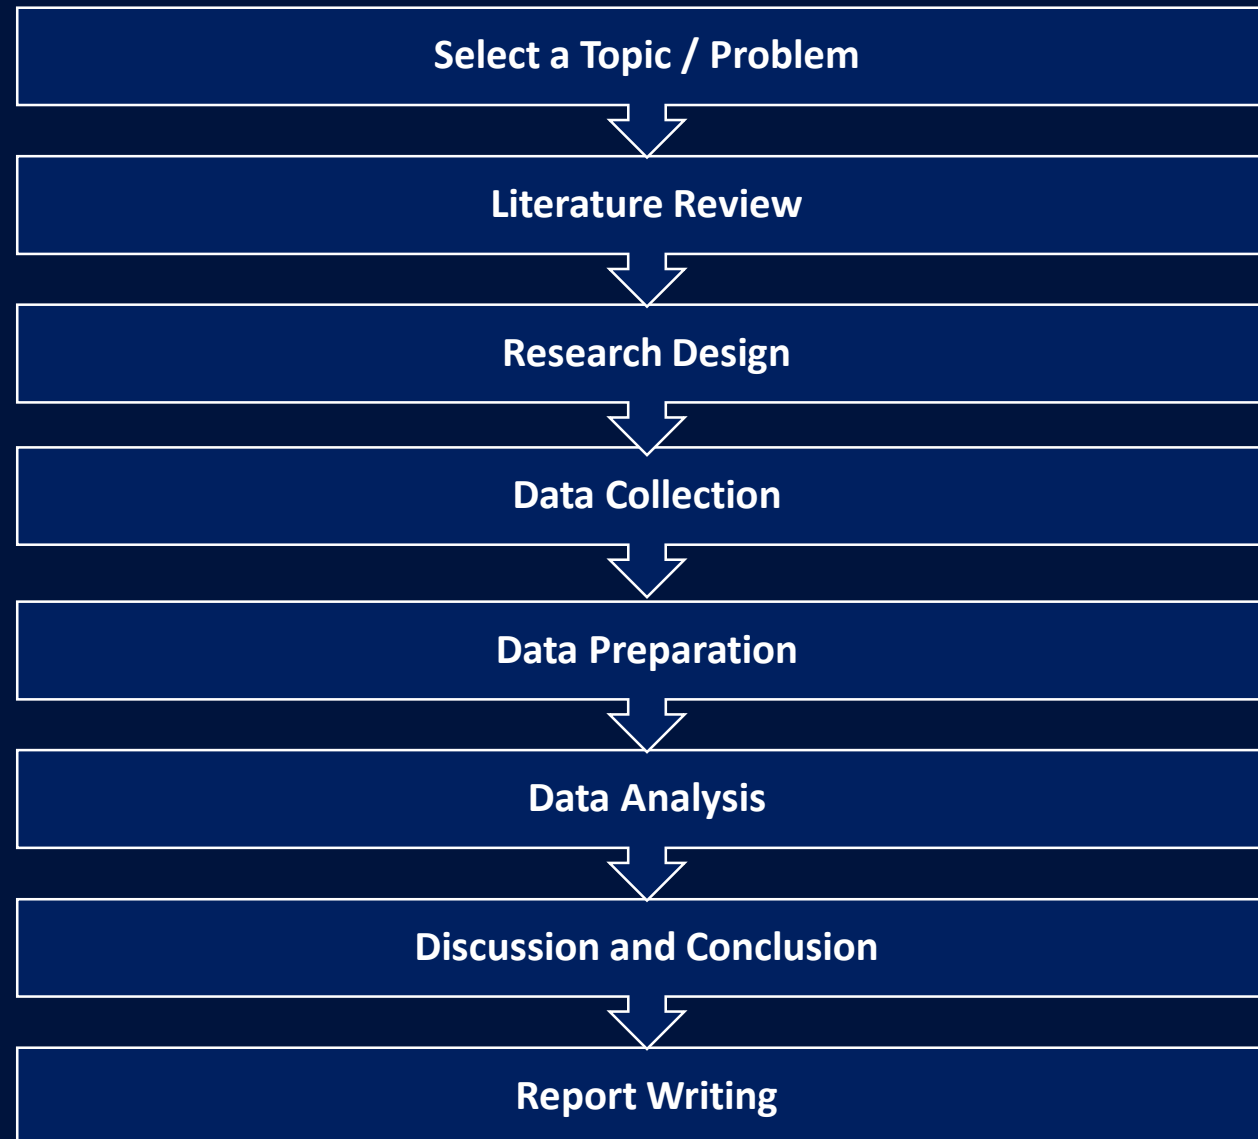 Select a Topic / Problem
Literature Review
Research Design
Data Collection
Data Preparation
Data Analysis
Discussion and Conclusion
Report Writing